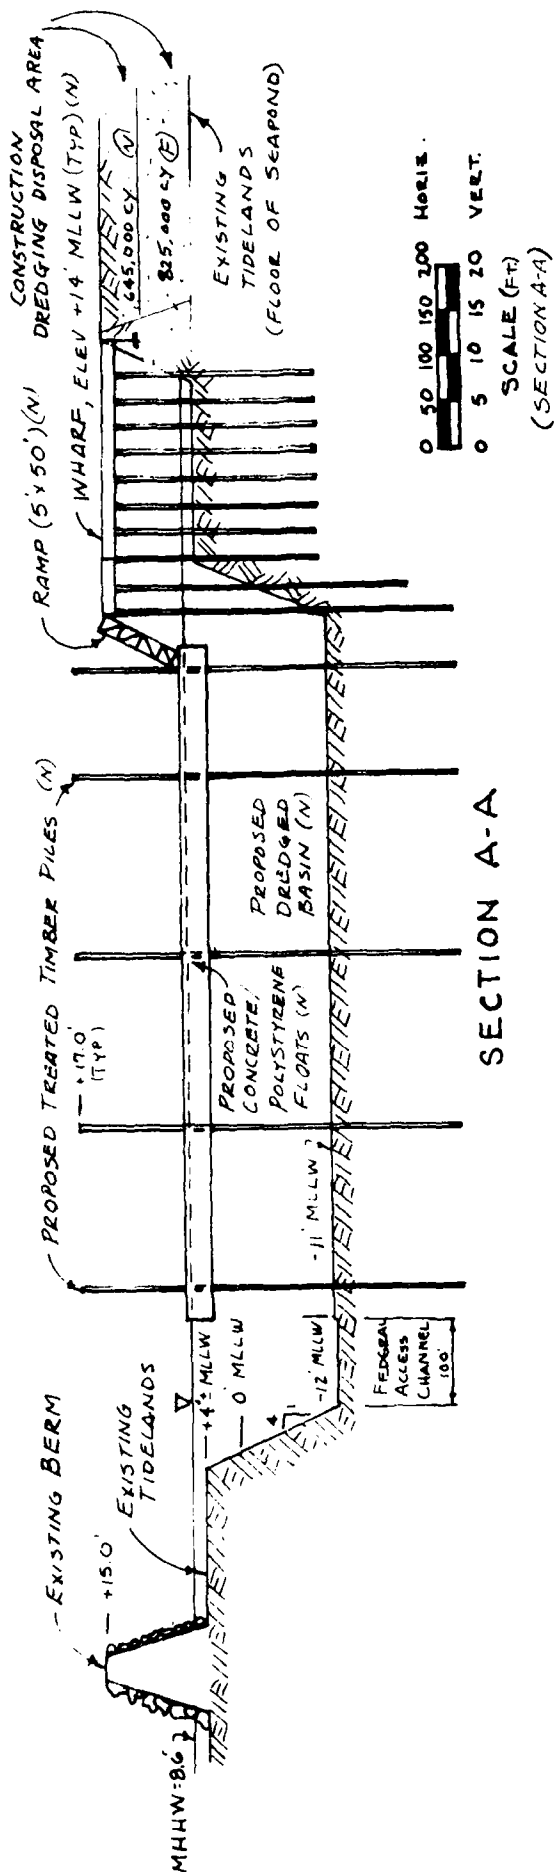 EXISTING BERM
+15.0'
MHHW=8.6'
EXISTING
TIDELANDS
+4'± MLLW
0' MLLW
-12' MLLW
4
1
FEDERAL
ACCESS
CHANNEL
100'
-11' MLLW
PROPOSED TREATED TIMBER PILES (N)
+17.0'
(TYP)
PROPOSED
CONCRETE/
POLYSTYRENE
FLOATS (N)
PROPOSED
DREDGED
BASIN (N)
RAMP (5'x50') (N)
WHARF, ELEV +14' MLLW (TYP) (N)
CONSTRUCTION
DREDGING DISPOSAL AREA
645,000 CY (N)
825,000 CY (F)
EXISTING
TIDELANDS
(FLOOR OF SEAPOND)
0 50 100 150 200 HORIZ.
0 5 10 15 20 VERT.
SCALE (FT.)
(SECTION A-A)
SECTION A-A